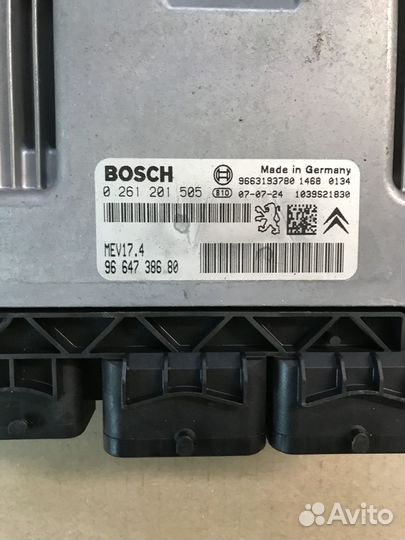 BOSCH
Made in Germany
9663193780 1468 0134
0 261 201 505
810 07-07-24 1039S21830
MEV17.4
96 647 386 80
Avito